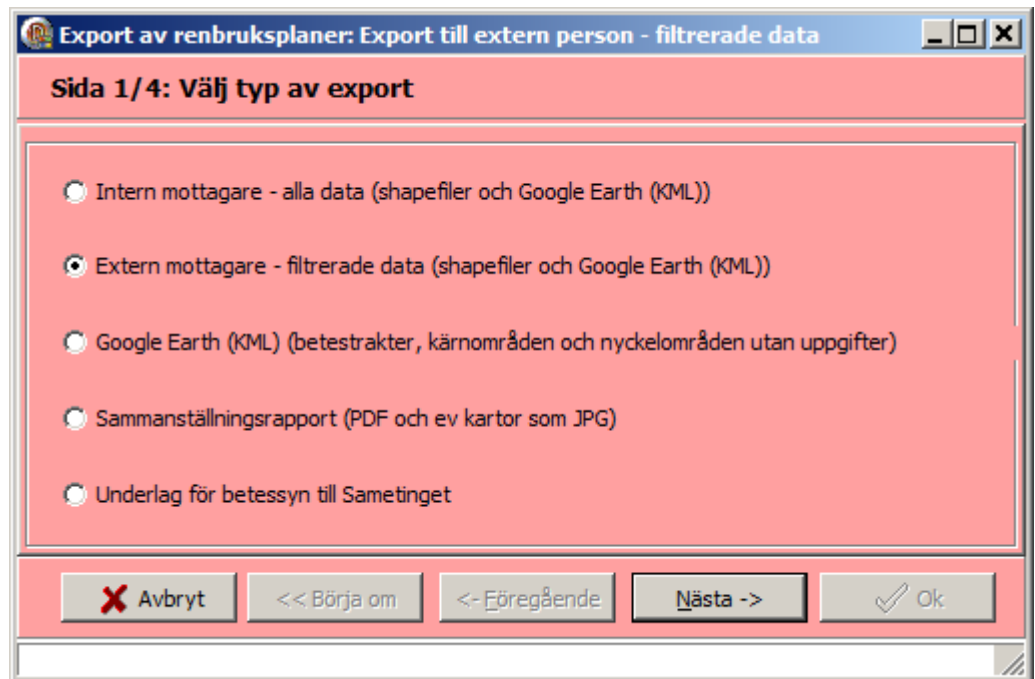 Export av renbruksplaner: Export till extern person - filtrerade data
Sida 1/4: Välj typ av export
Intern mottagare - alla data (shapefiler och Google Earth (KML))
Extern mottagare - filtrerade data (shapefiler och Google Earth (KML))
Google Earth (KML) (betestrakter, kärnområden och nyckelområden utan uppgifter)
Sammanställningsrapport (PDF och ev kartor som JPG)
Underlag för betessyn till Sametinget
Avbryt << Börja om <- Föregående Nästa -> Ok